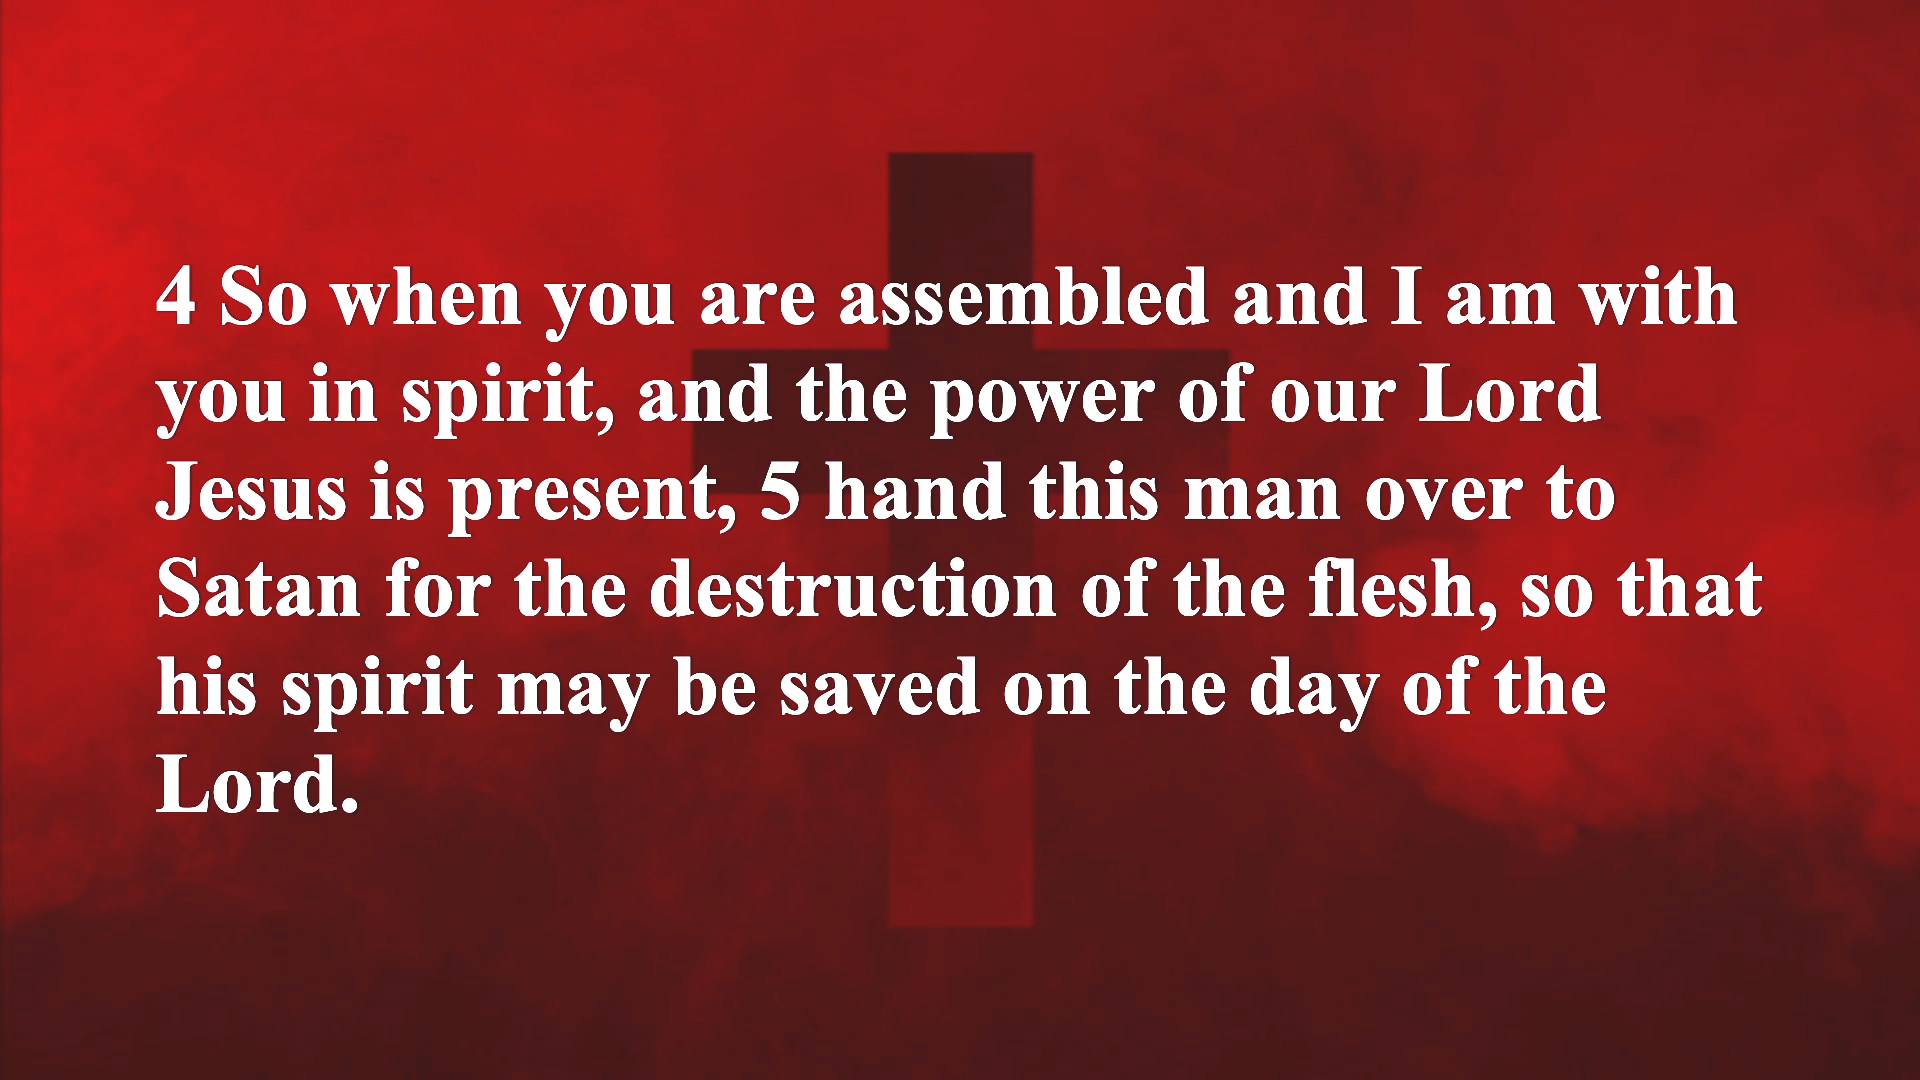 4 So when you are assembled and I am with
you in spirit, and the power of our Lord
Jesus is present, 5 hand this man over to
Satan for the destruction of the flesh, so that
his spirit may be saved on the day of the
Lord.